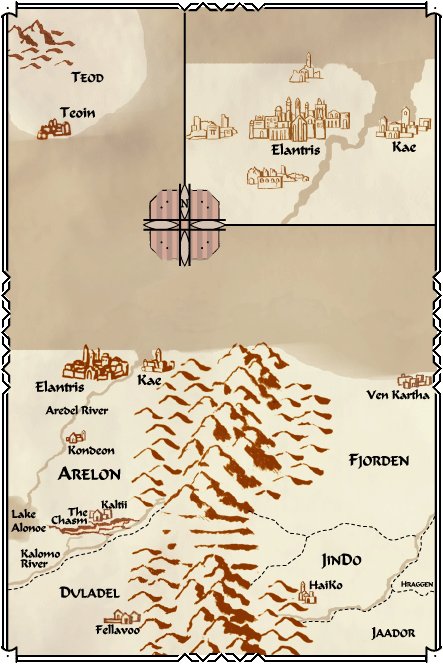 Teod
Teoin
Elantris
Kae
N
Elantris
Kae
Ven Kartha
Aredel River
Kondeon
Fjorden
Arelon
Kaltii
The
Chasm
Lake
Alonoe
Kalomo
River
JinDo
HaiKo
Hraggen
Duladel
Fellavoo
Jaador